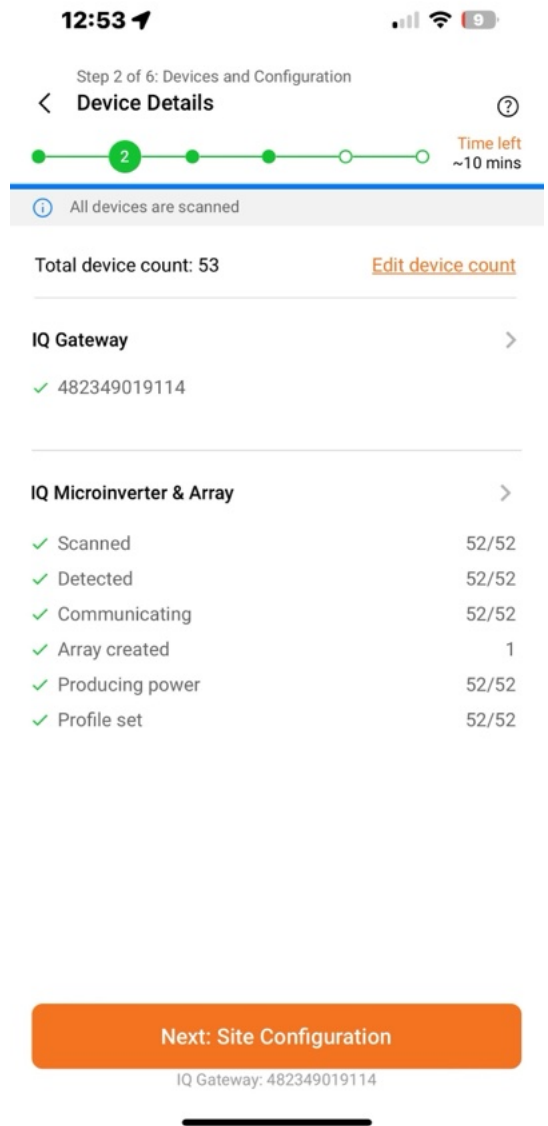 12:53
9
Step 2 of 6: Devices and Configuration
Device Details
2
Time left
~10 mins
All devices are scanned
Total device count: 53 Edit device count
IQ Gateway
482349019114
IQ Microinverter & Array
Scanned 52/52
Detected 52/52
Communicating 52/52
Array created 1
Producing power 52/52
Profile set 52/52
Next: Site Configuration
IQ Gateway: 482349019114